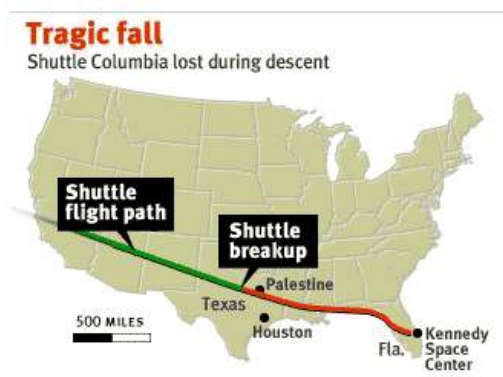 Tragic fall
Shuttle Columbia lost during descent
Shuttle
flight path
Shuttle
breakup
Palestine
Texas
500 MILES
Houston
Fla.
Kennedy
Space
Center